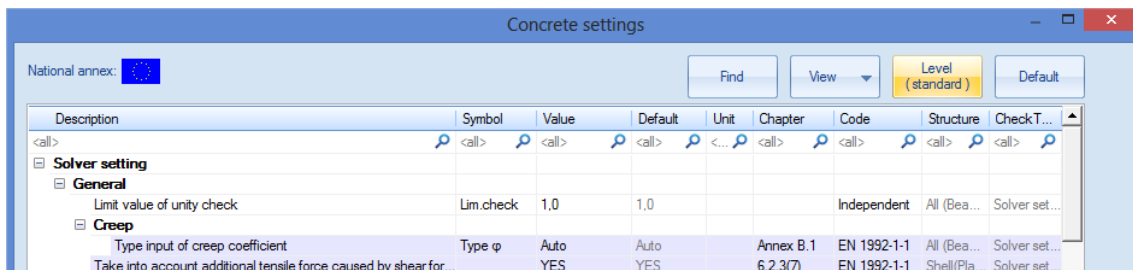 Concrete settings
National annex:
Find
View
Level
(standard)
Default
Description Symbol Value Default Unit Chapter Code Structure Check T...
<all> <all> <all> <all> <... <all> <all> <all> <all>
Solver setting
General
Limit value of unity check Lim.check 1,0 1,0 Independent All (Bea... Solver set...
Creep
Type input of creep coefficient Type φ Auto Auto Annex B.1 EN 1992-1-1 All (Bea... Solver set...
Take into account additional tensile force caused by shear for... YES YES 6.2.3(7) EN 1992-1-1 Shell(Pla... Solver set...